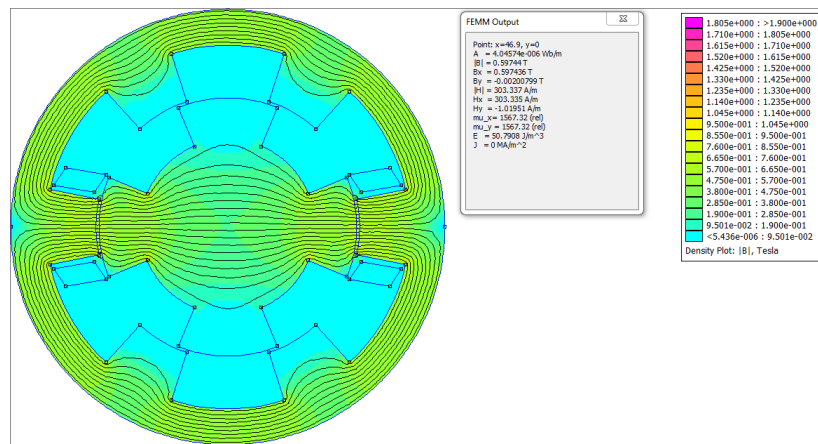 FEMM Output
Point: x=46.9, y=0
A = 4.04574e-006 Wb/m
|B| = 0.59744 T
Bx = 0.597436 T
By = -0.00200799 T
|H| = 303.337 A/m
Hx = 303.335 A/m
Hy = -1.01951 A/m
mu_x= 1567.32 (rel)
mu_y = 1567.32 (rel)
E = 50.7908 J/m^3
J = 0 MA/m^2
1.805e+000 : >1.900e+000
1.710e+000 : 1.805e+000
1.615e+000 : 1.710e+000
1.520e+000 : 1.615e+000
1.425e+000 : 1.520e+000
1.330e+000 : 1.425e+000
1.235e+000 : 1.330e+000
1.140e+000 : 1.235e+000
1.045e+000 : 1.140e+000
9.500e-001 : 1.045e+000
8.550e-001 : 9.500e-001
7.600e-001 : 8.550e-001
6.650e-001 : 7.600e-001
5.700e-001 : 6.650e-001
4.750e-001 : 5.700e-001
3.800e-001 : 4.750e-001
2.850e-001 : 3.800e-001
1.900e-001 : 2.850e-001
9.501e-002 : 1.900e-001
<5.436e-006 : 9.501e-002
Density Plot: |B|, Tesla